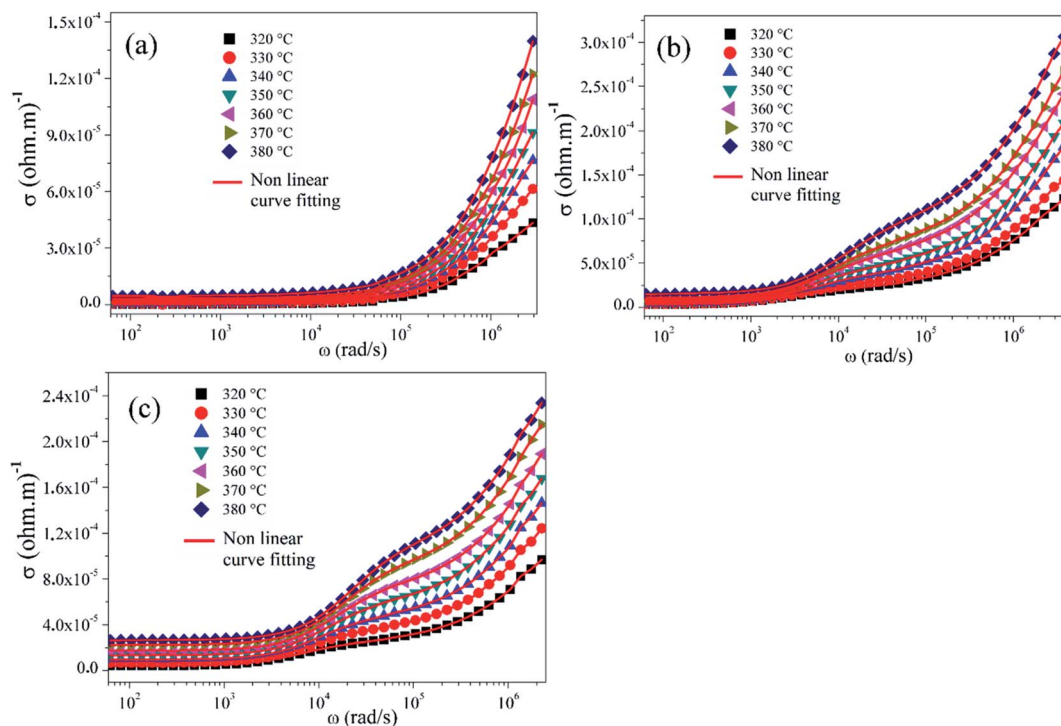 (a)
1.5x10⁻⁴
1.2x10⁻⁴
9.0x10⁻⁵
6.0x10⁻⁵
3.0x10⁻⁵
0.0
σ (ohm.m)⁻¹
320 °C
330 °C
340 °C
350 °C
360 °C
370 °C
380 °C
Non linear
curve fitting
10² 10³ 10⁴ 10⁵ 10⁶
ω (rad/s)
(b)
3.0x10⁻⁴
2.5x10⁻⁴
2.0x10⁻⁴
1.5x10⁻⁴
1.0x10⁻⁴
5.0x10⁻⁵
0.0
σ (ohm.m)⁻¹
320 °C
330 °C
340 °C
350 °C
360 °C
370 °C
380 °C
Non linear
curve fitting
10² 10³ 10⁴ 10⁵ 10⁶
ω (rad/s)
(c)
2.4x10⁻⁴
2.0x10⁻⁴
1.6x10⁻⁴
1.2x10⁻⁴
8.0x10⁻⁵
4.0x10⁻⁵
0.0
σ (ohm.m)⁻¹
320 °C
330 °C
340 °C
350 °C
360 °C
370 °C
380 °C
Non linear
curve fitting
10² 10³ 10⁴ 10⁵ 10⁶
ω (rad/s)